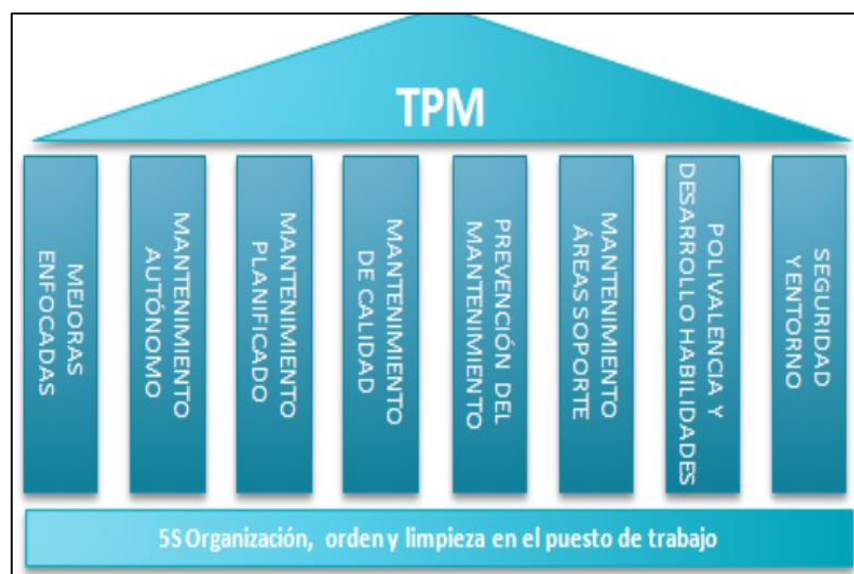 TPM
MEJORAS
ENFOCADAS
MANTENIMIENTO
AUTÓNOMO
MANTENIMIENTO
PLANIFICADO
MANTENIMIENTO
DE CALIDAD
PREVENCIÓN DEL
MANTENIMIENTO
MANTENIMIENTO
ÁREAS SOPORTE
POLIVALENCIA Y
DESARROLLO HABILIDADES
SEGURIDAD
Y ENTORNO
5S Organización, orden y limpieza en el puesto de trabajo